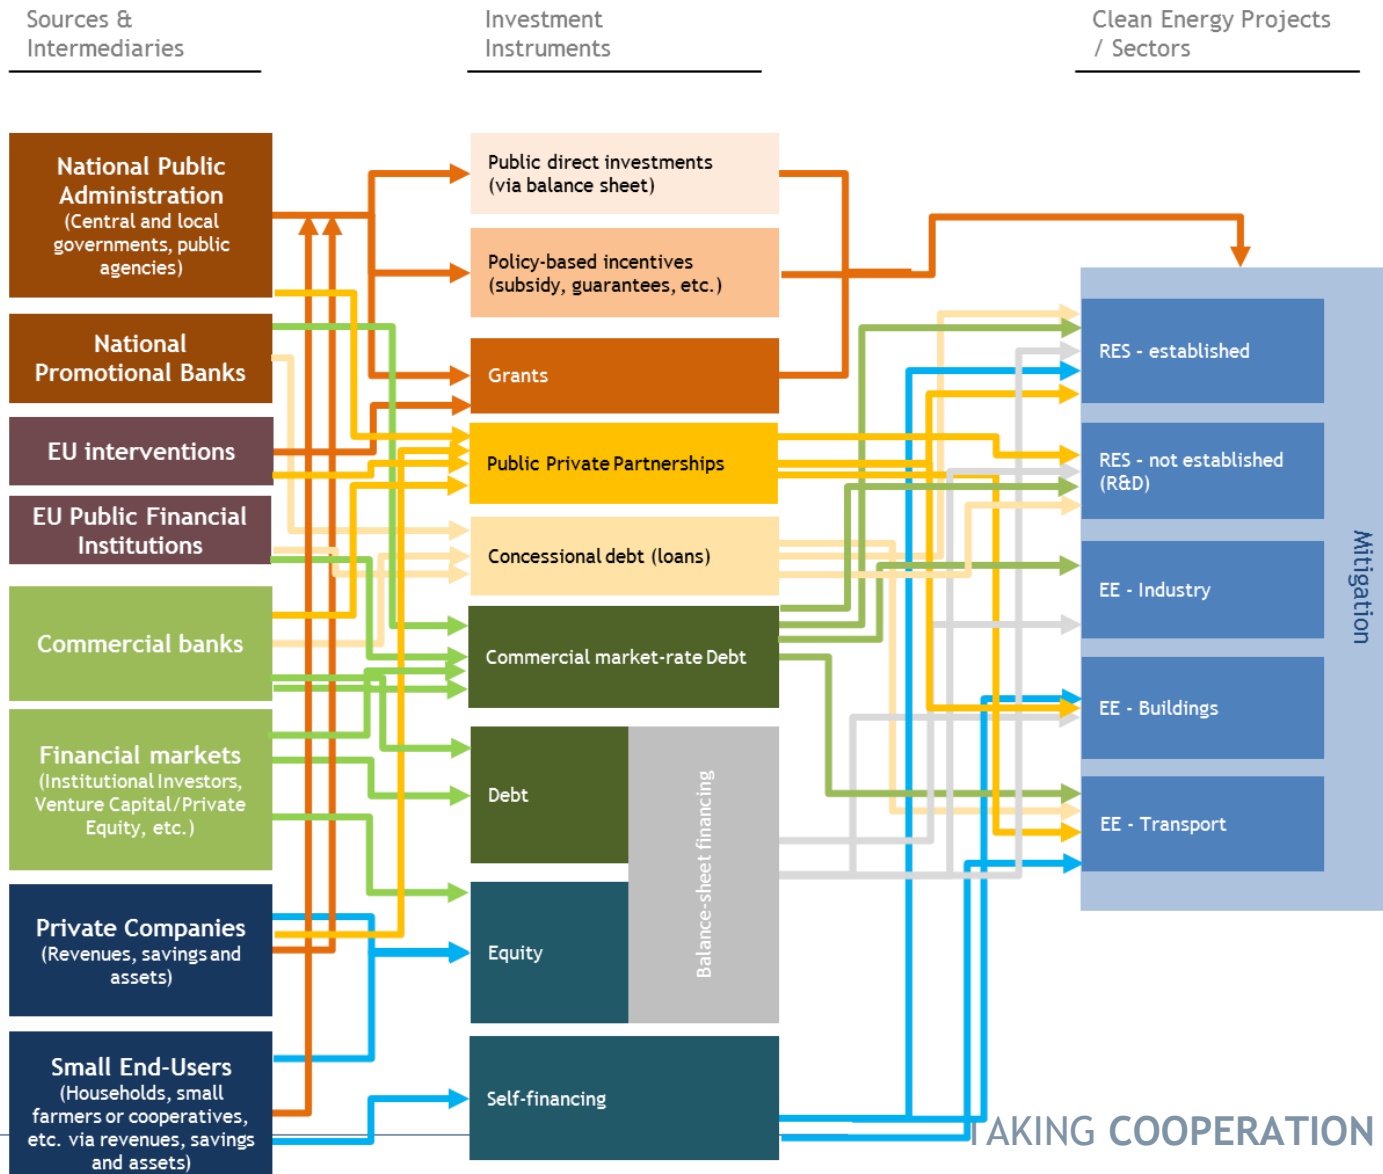 Sources &
Intermediaries
Investment
Instruments
Clean Energy Projects
/ Sectors
National Public
Administration
(Central and local
governments, public
agencies)
National
Promotional Banks
EU interventions
EU Public Financial
Institutions
Commercial banks
Financial markets
(Institutional Investors,
Venture Capital/Private
Equity, etc.)
Private Companies
(Revenues, savings and
assets)
Small End-Users
(Households, small
farmers or cooperatives,
etc. via revenues, savings
and assets)
Public direct investments
(via balance sheet)
Policy-based incentives
(subsidy, guarantees, etc.)
Grants
Public Private Partnerships
Concessional debt (loans)
Commercial market-rate Debt
Debt
Equity
Balance-sheet financing
Self-financing
RES - established
RES - not established
(R&D)
EE - Industry
EE - Buildings
EE - Transport
Mitigation
TAKING COOPERATION